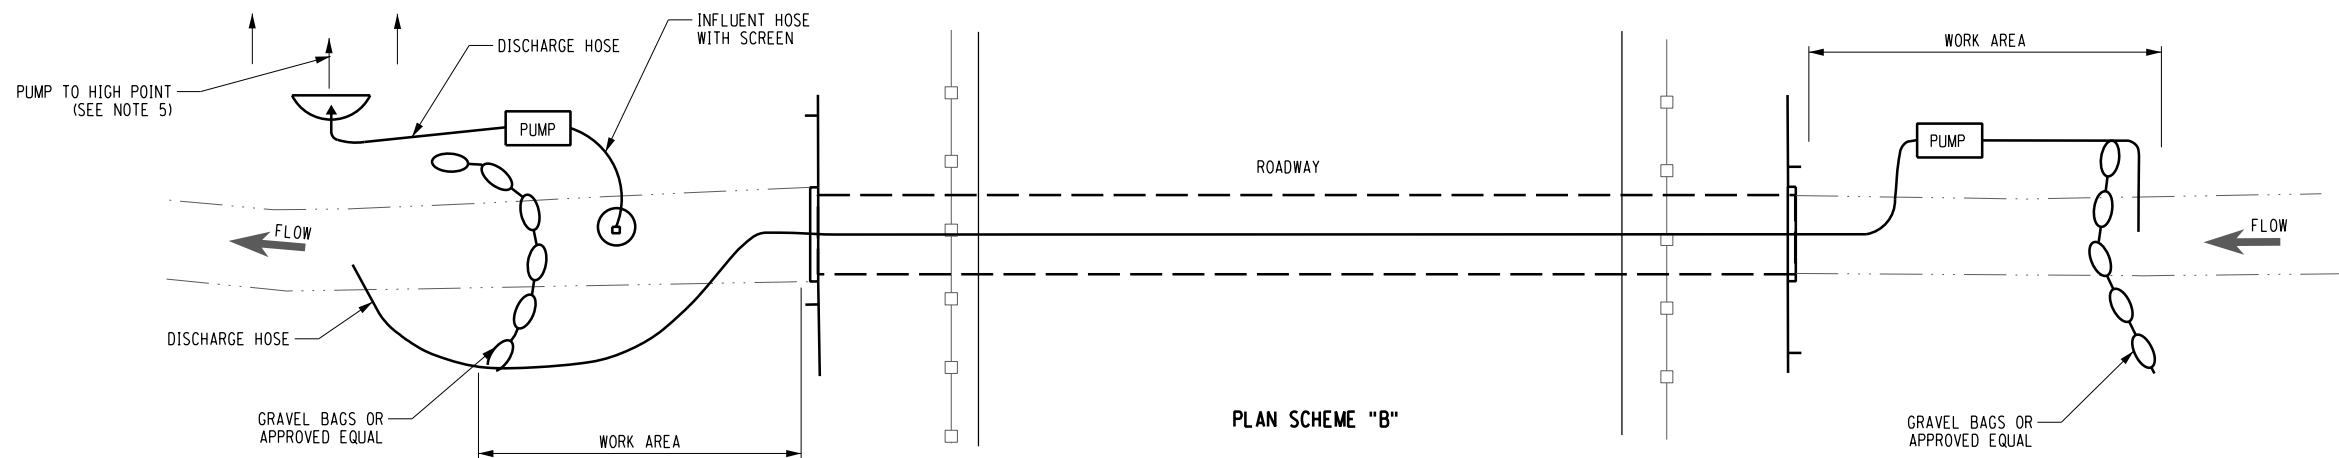 INFLUENT HOSE
WITH SCREEN
DISCHARGE HOSE
WORK AREA
PUMP TO HIGH POINT
(SEE NOTE 5)
PUMP
PUMP
ROADWAY
FLOW
FLOW
DISCHARGE HOSE
GRAVEL BAGS OR
APPROVED EQUAL
WORK AREA
PLAN SCHEME "B"
GRAVEL BAGS OR
APPROVED EQUAL